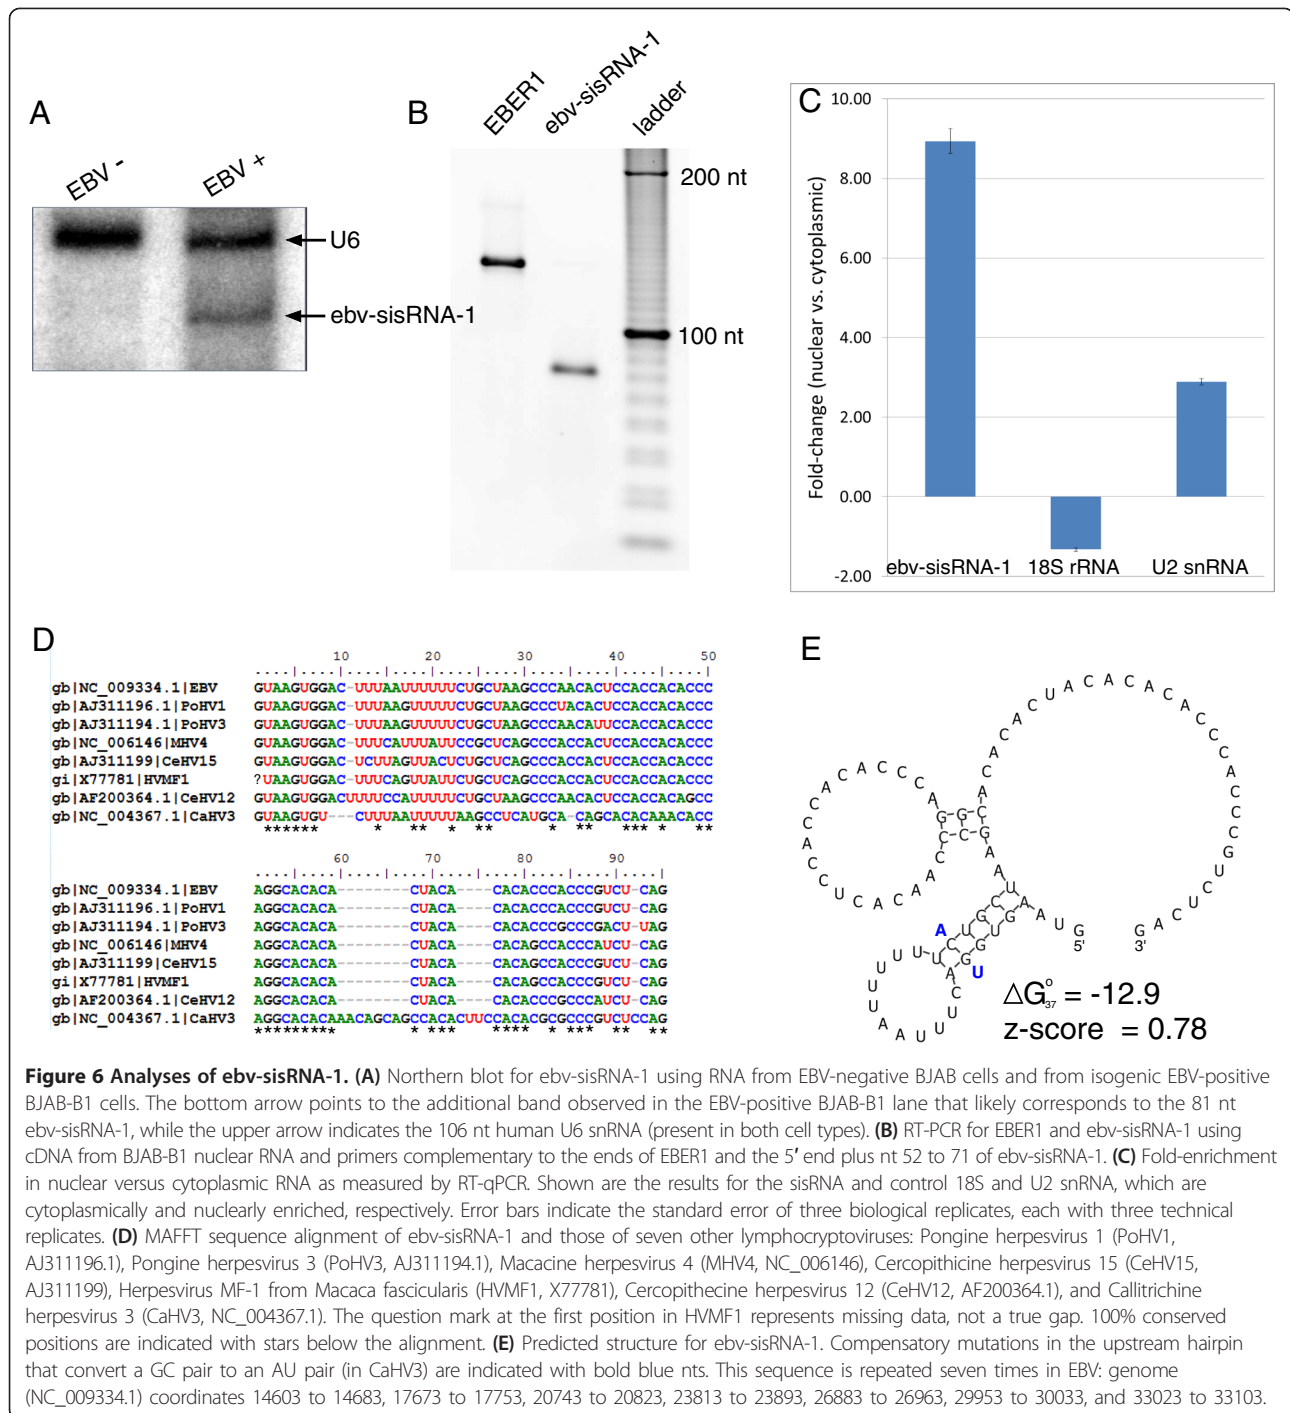 A
EBV -
EBV +
U6
ebv-sisRNA-1
B
EBER1
ebv-sisRNA-1
ladder
200 nt
100 nt
C
Fold-change (nuclear vs. cytoplasmic)
10.00
8.00
6.00
4.00
2.00
0.00
-2.00
ebv-sisRNA-1 18S rRNA U2 snRNA
D
10 20 30 40 50
gb|NC_009334.1|EBV GUAAGUGGAC-UUUAAUUUUUUCUGCUAAGCCCAACACUCCACCACACCC
gb|AJ311196.1|PoHV1 GUAAGUGGAC-UUUAAGUUUUUCUGCUAAGCCCUACACUCCACCACACCC
gb|AJ311194.1|PoHV3 GUAAGUGGAC-UUUAAGUUUUUCUGCUAAGCCCAACAUUCCACCACACCC
gb|NC_006146|MHV4 GUAAGUGGAC-UUUCAUUUAUUCCGCUCAGCCCACCACUCCACCACACCC
gb|AJ311199|CeHV15 GUAAGUGGAC-UCUUAGUUAUUCUGCUAAGCCCACCACUCCACCACACCC
gi|X77781|HVMF1 ?UAAGUGGAC-UUUCAGUUAUUCUGCUCAGCCCACCACUCCACCACACCC
gb|AF200364.1|CeHV12 GUAAGUGGACUUUUCCAUUUUUCUGCUAAGCCCAACACUCCACCACAGCC
gb|NC_004367.1|CaHV3 GUAAGUGU---CUUUAAUUUUUAAGCCUCAUGCA-CAGCACACAAACACC
60 70 80 90
gb|NC_009334.1|EBV AGGCACACA--------CUACA----CACACCCACCCGUCU-CAG
gb|AJ311196.1|PoHV1 AGGCACACA--------CUACA----CACACCCACCCGUCU-CAG
gb|AJ311194.1|PoHV3 AGGCACACA--------CUACA----CACACCCGCCCGACU-UAG
gb|NC_006146|MHV4 AGGCACACA--------CUACA----CACAGCCACCCAUCU-CAG
gb|AJ311199|CeHV15 AGGCACACA--------CUACA----CACAGCCACCCGUCU-CAG
gi|X77781|HVMF1 AGGCACACA--------CUACA----CACAGCCACCCGUCU-CAG
gb|AF200364.1|CeHV12 AGGCACACA--------CUACA----CACACCCGCCCAUCU-CAG
gb|NC_004367.1|CaHV3 AGGCACACAAACAGCAGCCACACUUCCACACGCGCCCGUCUCCAG
E
5' 3'
ΔG°37 = -12.9
z-score = 0.78
Figure 6 Analyses of ebv-sisRNA-1. (A) Northern blot for ebv-sisRNA-1 using RNA from EBV-negative BJAB cells and from isogenic EBV-positive
BJAB-B1 cells. The bottom arrow points to the additional band observed in the EBV-positive BJAB-B1 lane that likely corresponds to the 81 nt
ebv-sisRNA-1, while the upper arrow indicates the 106 nt human U6 snRNA (present in both cell types). (B) RT-PCR for EBER1 and ebv-sisRNA-1 using
cDNA from BJAB-B1 nuclear RNA and primers complementary to the ends of EBER1 and the 5′ end plus nt 52 to 71 of ebv-sisRNA-1. (C) Fold-enrichment
in nuclear versus cytoplasmic RNA as measured by RT-qPCR. Shown are the results for the sisRNA and control 18S and U2 snRNA, which are
cytoplasmically and nuclearly enriched, respectively. Error bars indicate the standard error of three biological replicates, each with three technical
replicates. (D) MAFFT sequence alignment of ebv-sisRNA-1 and those of seven other lymphocryptoviruses: Pongine herpesvirus 1 (PoHV1,
AJ311196.1), Pongine herpesvirus 3 (PoHV3, AJ311194.1), Macacine herpesvirus 4 (MHV4, NC_006146), Cercopithicine herpesvirus 15 (CeHV15,
AJ311199), Herpesvirus MF-1 from Macaca fascicularis (HVMF1, X77781), Cercopithecine herpesvirus 12 (CeHV12, AF200364.1), and Callitrichine
herpesvirus 3 (CaHV3, NC_004367.1). The question mark at the first position in HVMF1 represents missing data, not a true gap. 100% conserved
positions are indicated with stars below the alignment. (E) Predicted structure for ebv-sisRNA-1. Compensatory mutations in the upstream hairpin
that convert a GC pair to an AU pair (in CaHV3) are indicated with bold blue nts. This sequence is repeated seven times in EBV: genome
(NC_009334.1) coordinates 14603 to 14683, 17673 to 17753, 20743 to 20823, 23813 to 23893, 26883 to 26963, 29953 to 30033, and 33023 to 33103.